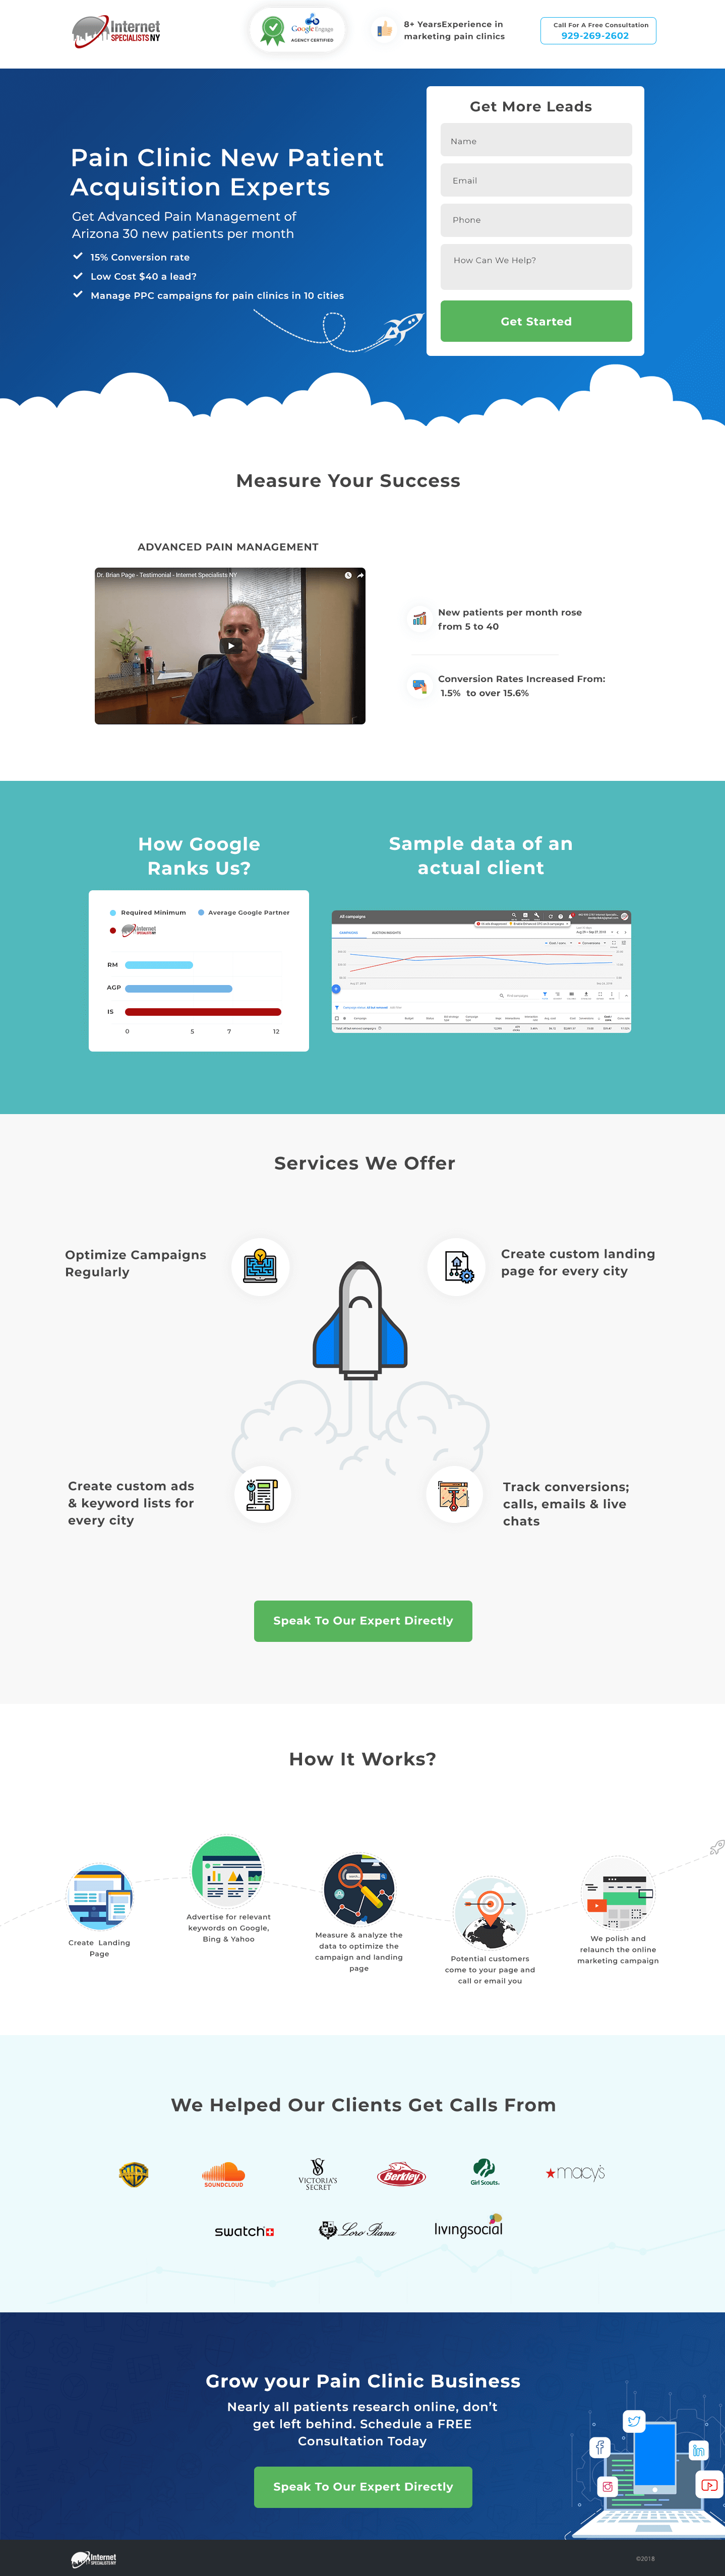 Internet
SPECIALISTS NY
Google Engage
AGENCY CERTIFIED
8+ YearsExperience in
marketing pain clinics
Call For A Free Consultation
929-269-2602
Pain Clinic New Patient
Acquisition Experts
Get Advanced Pain Management of
Arizona 30 new patients per month
15% Conversion rate
Low Cost $40 a lead?
Manage PPC campaigns for pain clinics in 10 cities
Get More Leads
Name
Email
Phone
How Can We Help?
Get Started
Measure Your Success
ADVANCED PAIN MANAGEMENT
Dr. Brian Page - Testimonial - Internet Specialists NY
New patients per month rose
from 5 to 40
Conversion Rates Increased From:
1.5% to over 15.6%
How Google
Ranks Us?
Required Minimum
Average Google Partner
Internet
SPECIALISTS NY
RM
AGP
IS
0 5 7 12
Sample data of an
actual client
All campaigns
CAMPAIGNS
AUCTION INSIGHTS
Services We Offer
Optimize Campaigns
Regularly
Create custom landing
page for every city
Create custom ads
& keyword lists for
every city
Track conversions;
calls, emails & live
chats
Speak To Our Expert Directly
How It Works?
Create Landing
Page
Advertise for relevant
keywords on Google,
Bing & Yahoo
Measure & analyze the
data to optimize the
campaign and landing
page
Potential customers
come to your page and
call or email you
We polish and
relaunch the online
marketing campaign
We Helped Our Clients Get Calls From
WB
SOUNDCLOUD
VS
VICTORIA'S
SECRET
Berkley
Girl Scouts
macy's
swatch
Loro Piana
livingsocial
Grow your Pain Clinic Business
Nearly all patients research online, don't
get left behind. Schedule a FREE
Consultation Today
Speak To Our Expert Directly
Internet
SPECIALISTS NY
©2018